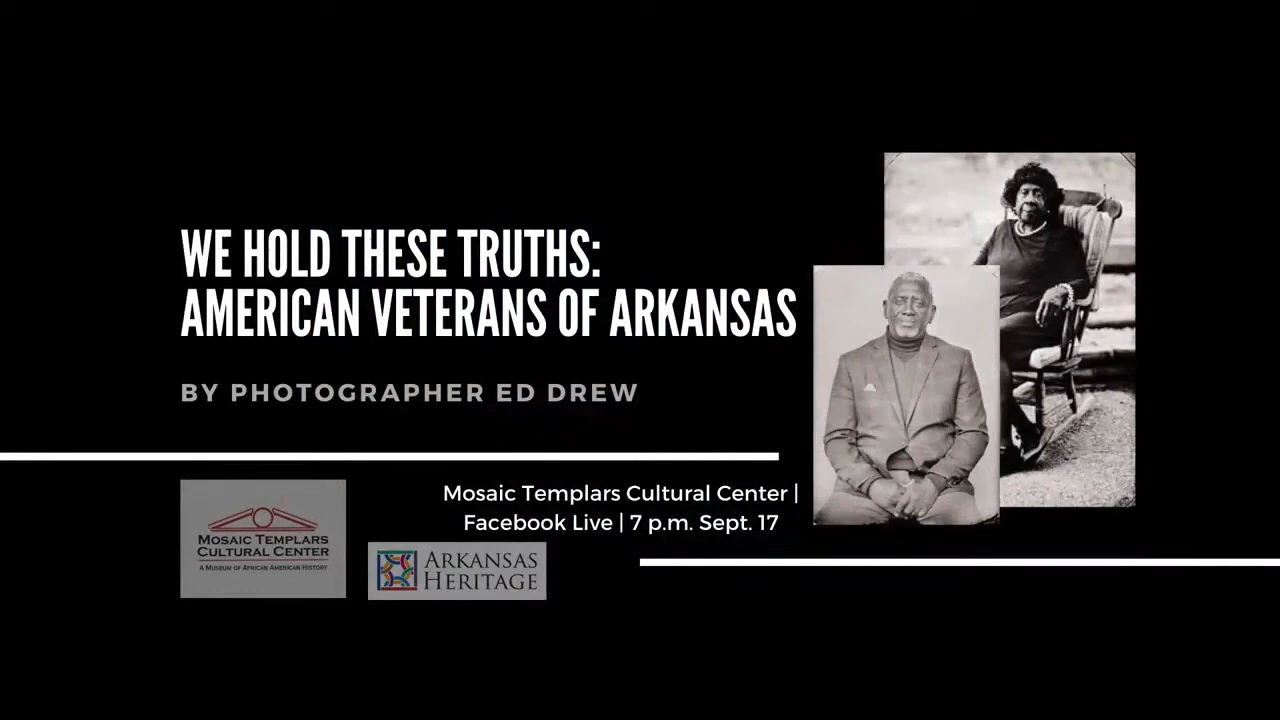 WE HOLD THESE TRUTHS:
AMERICAN VETERANS OF ARKANSAS
BY PHOTOGRAPHER ED DREW
Mosaic Templars Cultural Center |
Facebook Live | 7 p.m. Sept. 17
MOSAIC TEMPLARS
CULTURAL CENTER
A MUSEUM OF AFRICAN AMERICAN HISTORY
ARKANSAS
HERITAGE